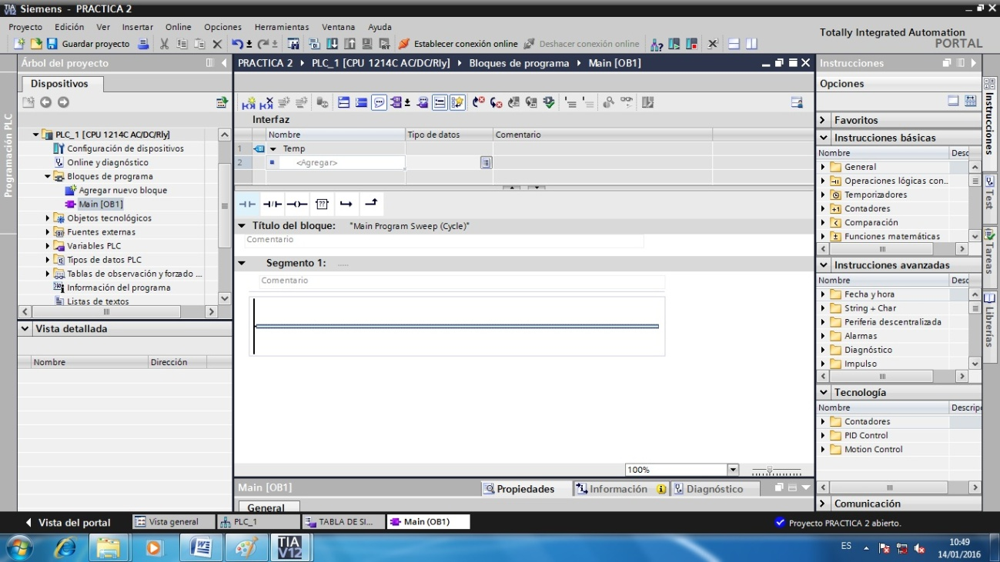 TIA V12 Siemens - PRACTICA 2
Proyecto Edición Ver Insertar Online Opciones Herramientas Ventana Ayuda
Totally Integrated Automation
PORTAL
Guardar proyecto
Establecer conexión online
Deshacer conexión online
Árbol del proyecto
Dispositivos
Programación PLC
PLC_1 [CPU 1214C AC/DC/Rly]
Configuración de dispositivos
Online y diagnóstico
Bloques de programa
Agregar nuevo bloque
Main [OB1]
Objetos tecnológicos
Fuentes externas
Variables PLC
Tipos de datos PLC
Tablas de observación y forzado ...
Información del programa
Listas de textos
Vista detallada
Nombre Dirección
PRACTICA 2 PLC_1 [CPU 1214C AC/DC/Rly] Bloques de programa Main [OB1]
Interfaz
Nombre Tipo de datos Comentario
1 Temp
2 <Agregar>
??
Título del bloque: "Main Program Sweep (Cycle)"
Comentario
Segmento 1: .....
Comentario
100%
Main [OB1]
Propiedades Información Diagnóstico
General
Instrucciones
Opciones
Favoritos
Instrucciones básicas
Nombre Desc
General
Operaciones lógicas con..
Temporizadores
Contadores
Comparación
Funciones matemáticas
Instrucciones avanzadas
Nombre Desc
Fecha y hora
String + Char
Periferia descentralizada
Alarmas
Diagnóstico
Impulso
Tecnología
Nombre Descrip
Contadores
PID Control
Motion Control
Comunicación
Instrucciones
Test
Tareas
Librerías
Vista del portal Vista general PLC_1 TABLA DE SI... Main (OB1)
Proyecto PRACTICA 2 abierto.
TIA
V12
ES
10:49
14/01/2016